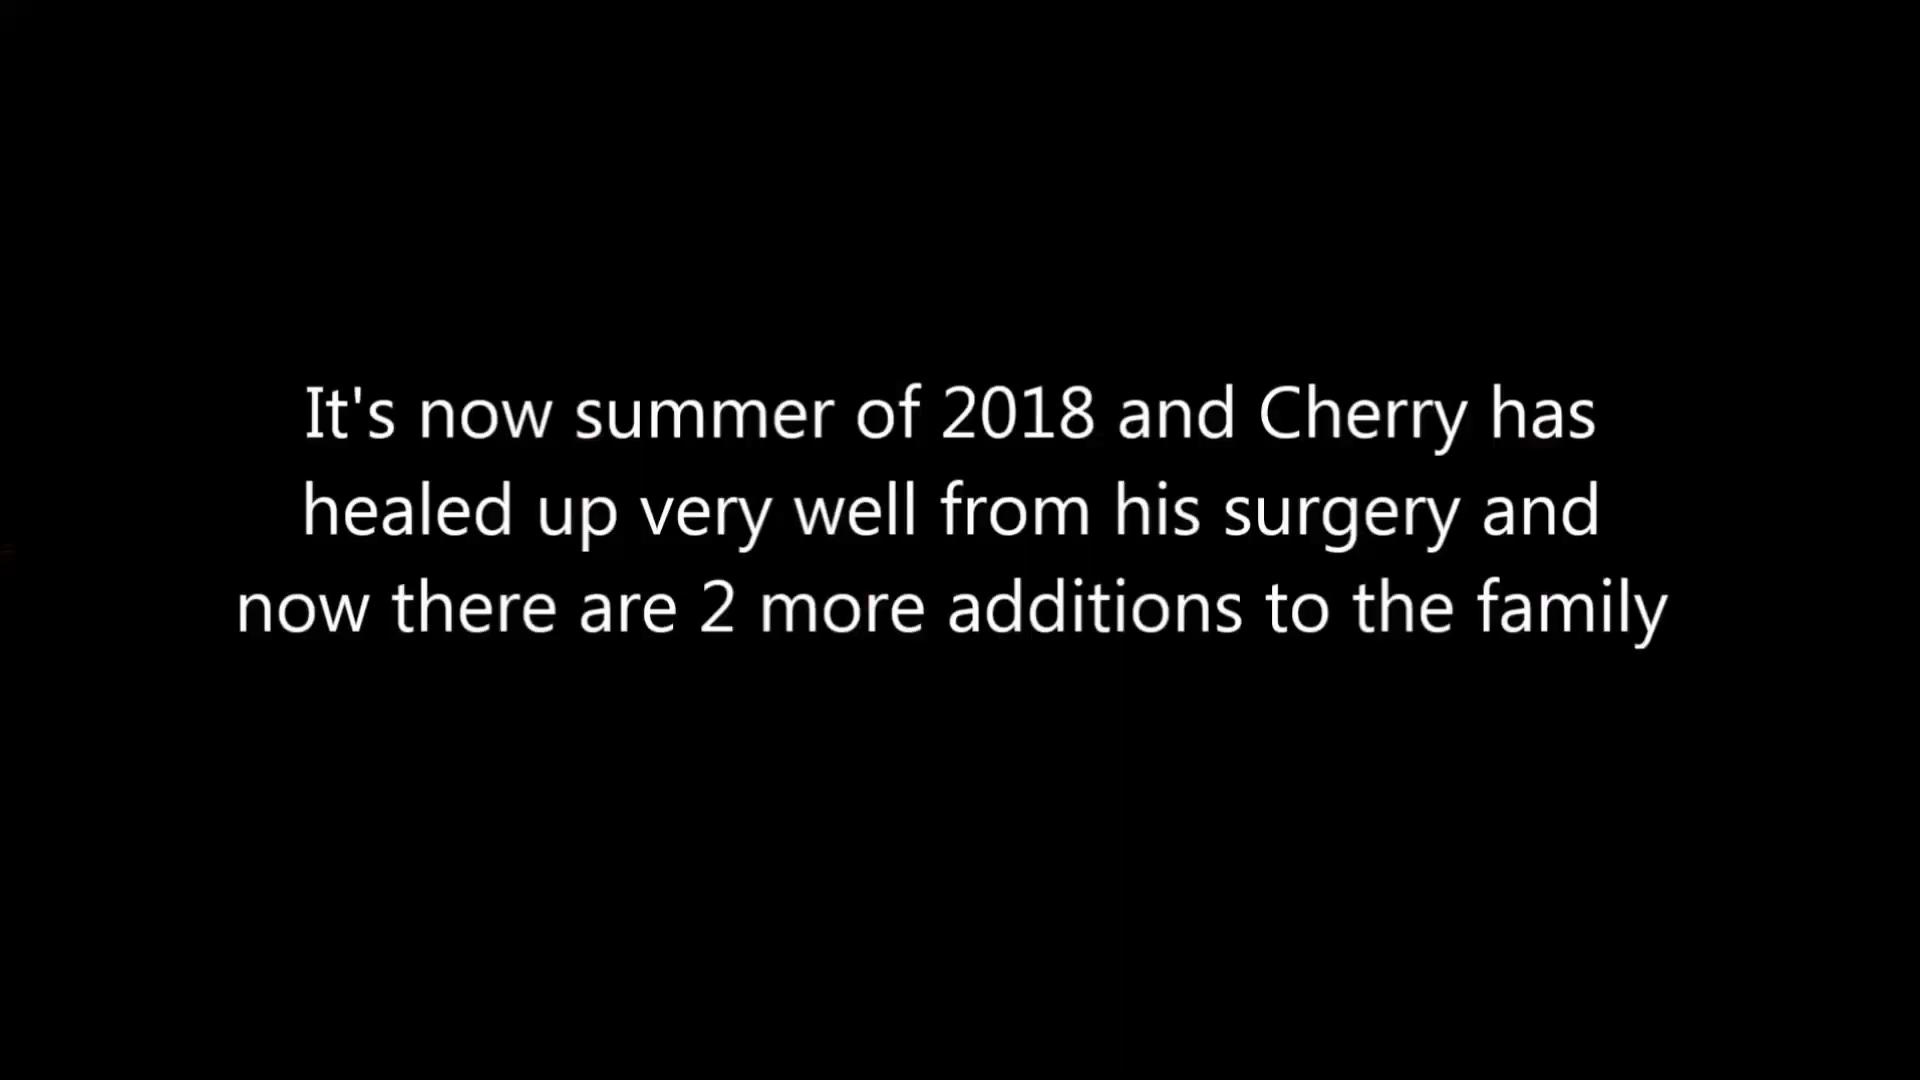 It's now summer of 2018 and Cherry has
healed up very well from his surgery and
now there are 2 more additions to the family